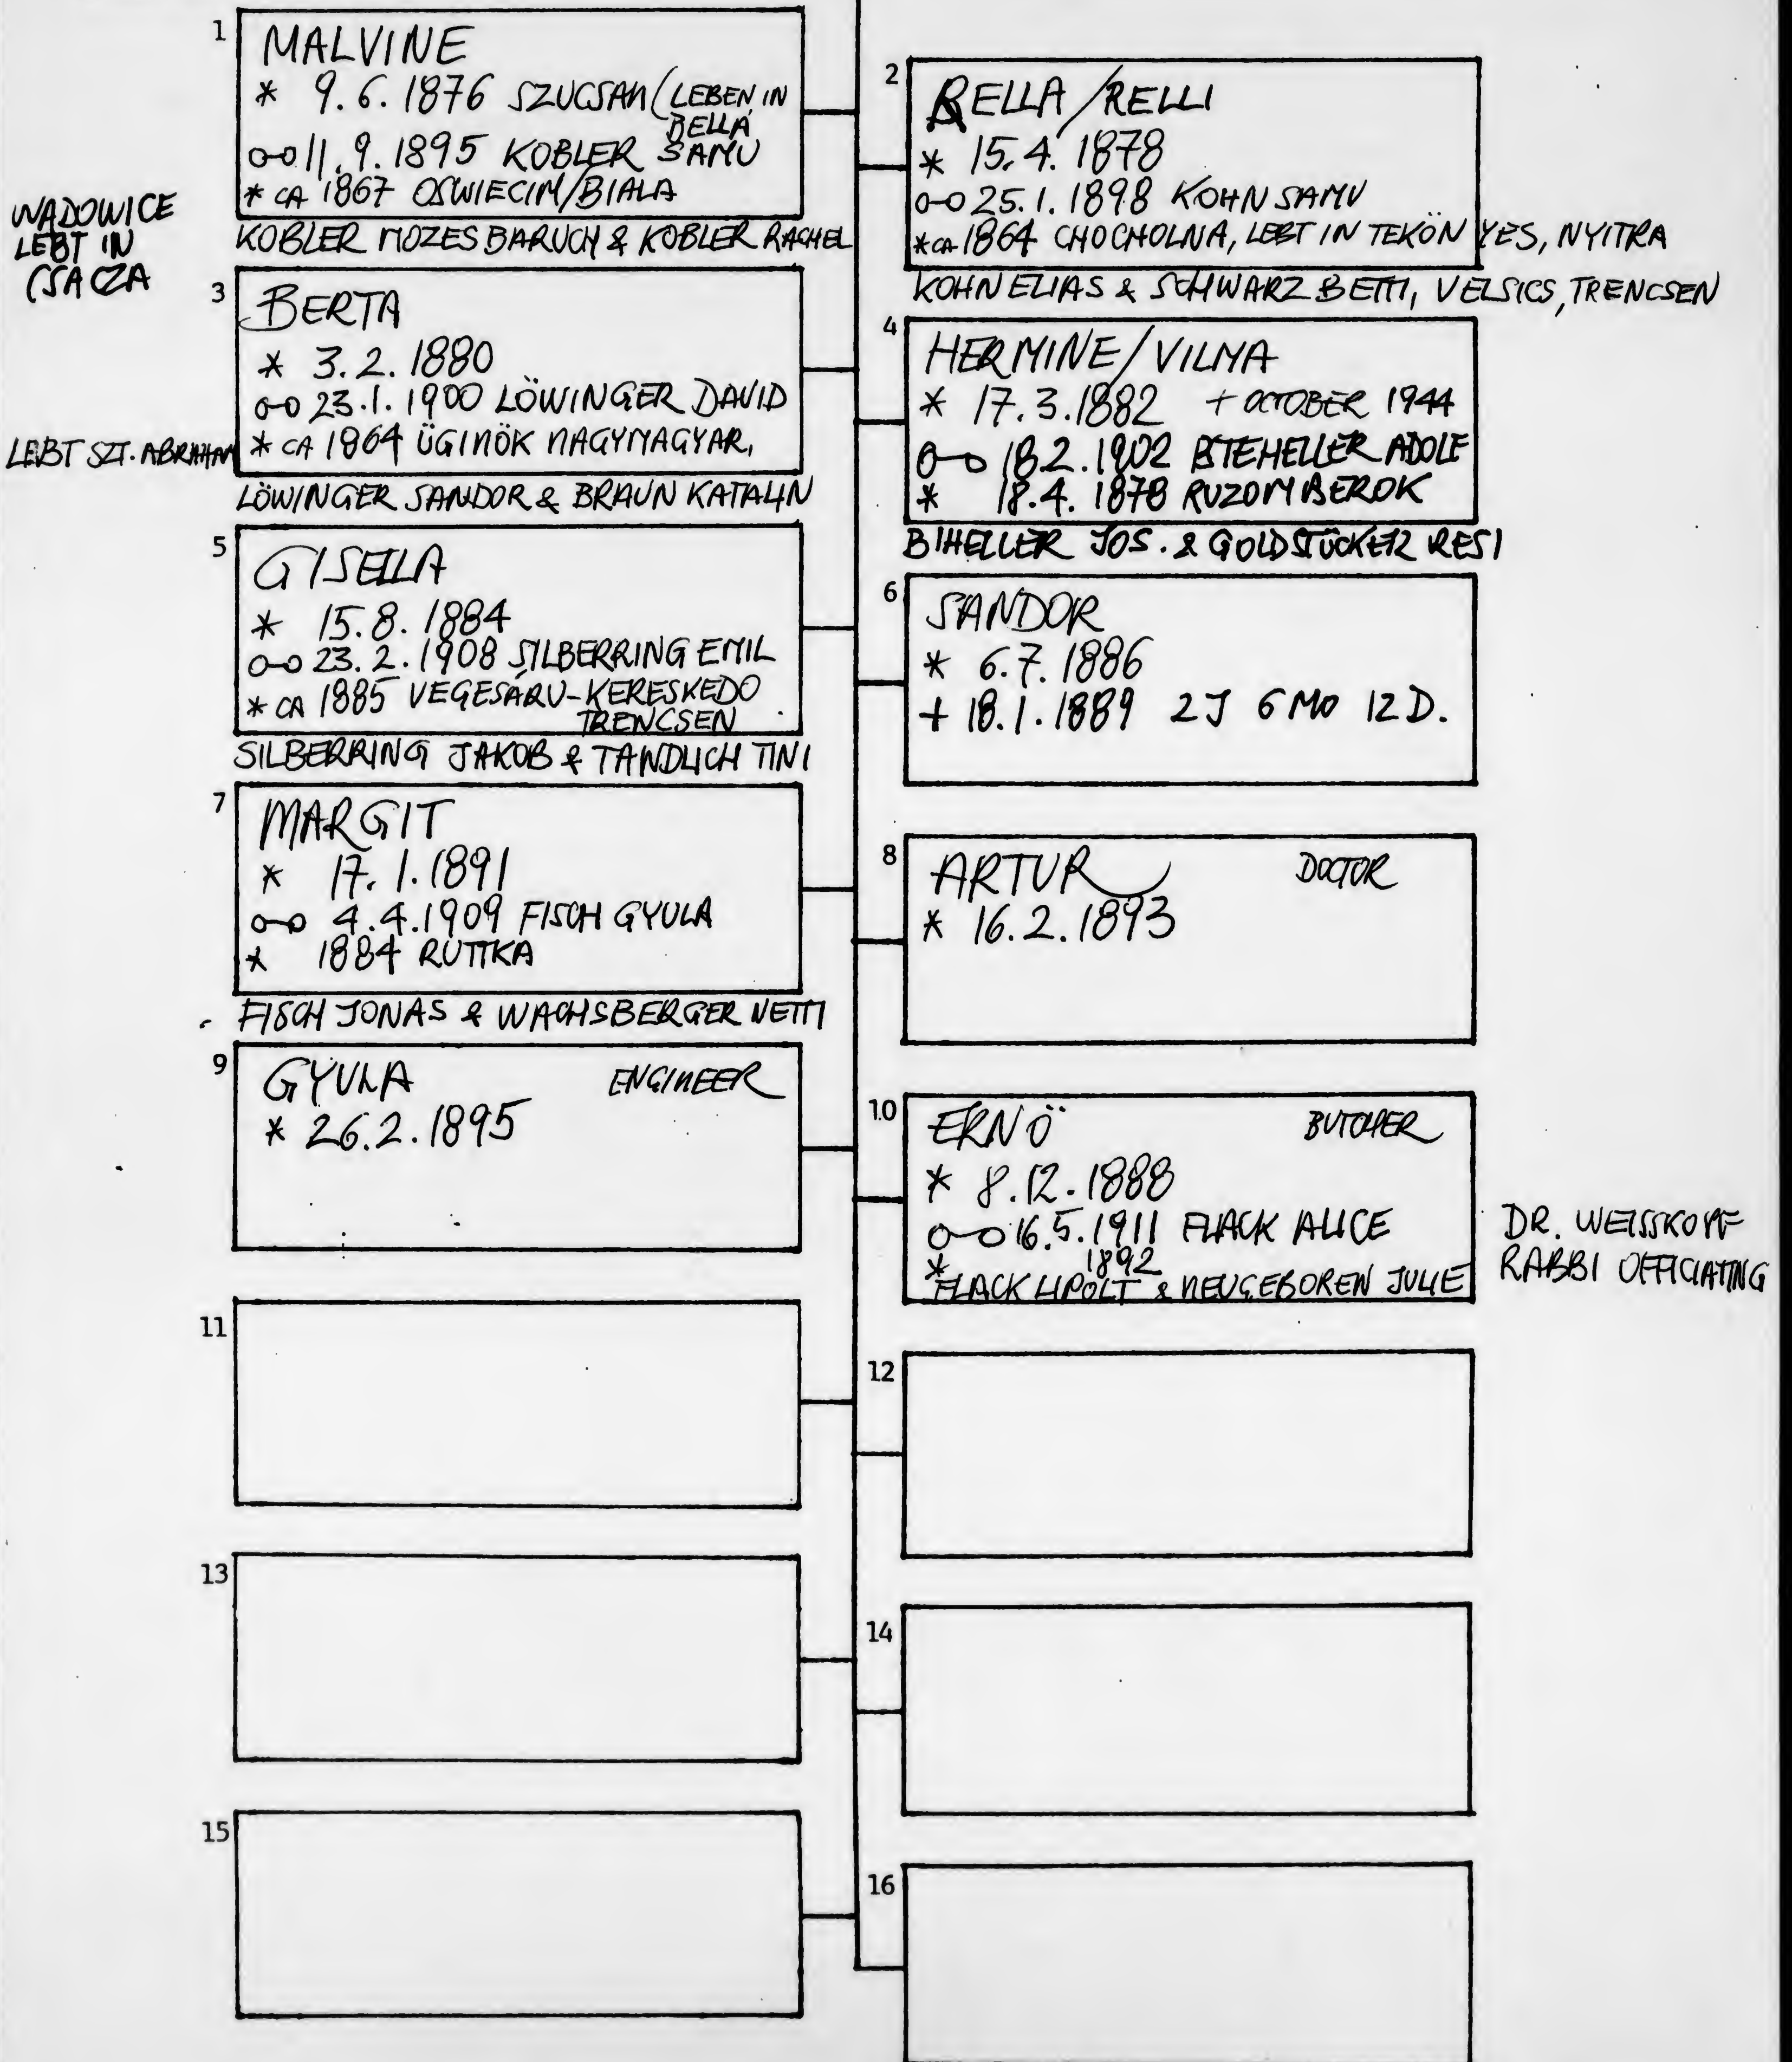 1
MALVINE
* 9.6.1876 SZUCSAN (LEBEN IN
BELLA
o-o 11.9.1895 KOBLER SAMU
* CA 1867 OSWIECIM/BIALA
WADOWICE
LEBT IN
CSACZA
KOBLER MOZES BARUCH & KOBLER RACHEL
2
BELLA/RELLI
* 15.4.1878
o-o 25.1.1898 KOHN SAMU
* CA 1864 CHOCHOLNA, LEBT IN TEKÖNYES, NYITRA
KOHN ELIAS & SCHWARZ BETTI, VELSICS, TRENCSEN
3
BERTA
* 3.2.1880
o-o 23.1.1900 LÖWINGER DAVID
* CA 1864 ÜGINÖK NAGYMAGYAR,
LEBT SZT. ABRAHAM
LÖWINGER SANDOR & BRAUN KATALIN
4
HERMINE/VILMA
* 17.3.1882 + OCTOBER 1944
o-o 18.2.1902 ADOLF
* 18.4.1878 RUZOMBEROK
BIHELLER JOS. & GOLDSTÜCKER RESI
5
GISELLA
* 15.8.1884
o-o 23.2.1908 SILBERRING EMIL
* CA 1885 VEGESÁRU-KERESKEDO
TRENCSEN
SILBERRING JAKOB & TANDLICH TINI
6
SANDOR
* 6.7.1886
+ 18.1.1889 2J 6 MO 12 D.
7
MARGIT
* 17.1.1891
o-o 4.4.1909 FISCH GYULA
* 1884 RUTTKA
FISCH JONAS & WACHSBERGER NETTI
8
ARTUR DOCTOR
* 16.2.1893
9
GYULA ENGINEER
* 26.2.1895
10
ERNÖ BUTCHER
* 8.12.1888
o-o 16.5.1911 FLACK ALICE
* 1892
FLACK LIPOLT & NEUGEBOREN JULIE
DR. WEISSKOPF
RABBI OFFICIATING
11
12
13
14
15
16